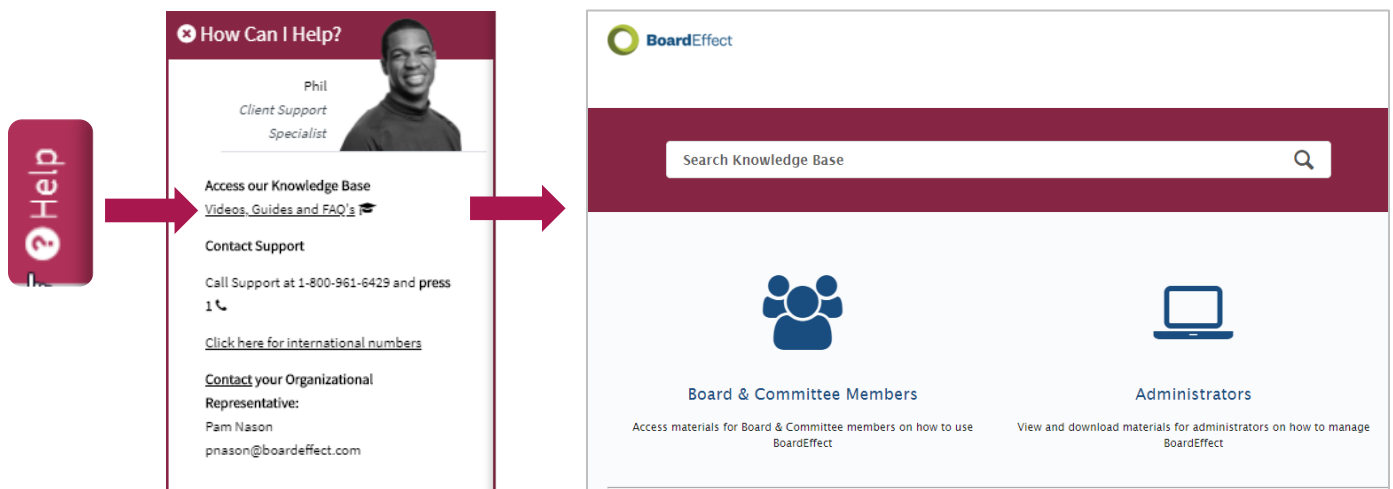 ? Help
How Can I Help?
Phil
Client Support
Specialist
Access our Knowledge Base
Videos, Guides and FAQ's
Contact Support
Call Support at 1-800-961-6429 and press
1
Click here for international numbers
Contact your Organizational
Representative:
Pam Nason
pnason@boardeffect.com
BoardEffect
Search Knowledge Base
Board & Committee Members
Access materials for Board & Committee members on how to use
BoardEffect
Administrators
View and download materials for administrators on how to manage
BoardEffect